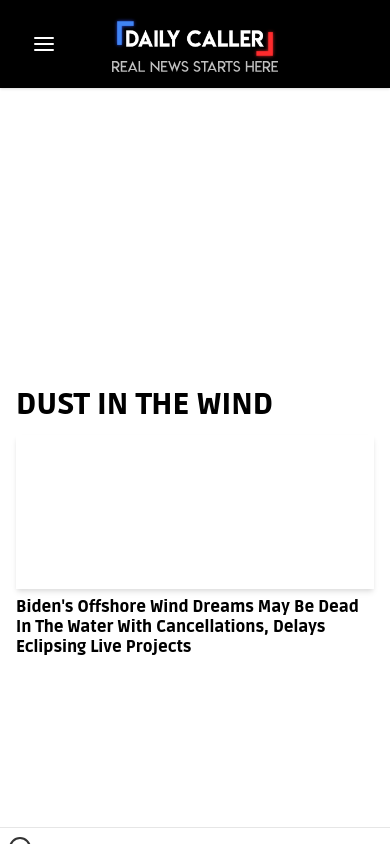 DAILY CALLER
REAL NEWS STARTS HERE
DUST IN THE WIND
Biden's Offshore Wind Dreams May Be Dead
In The Water With Cancellations, Delays
Eclipsing Live Projects